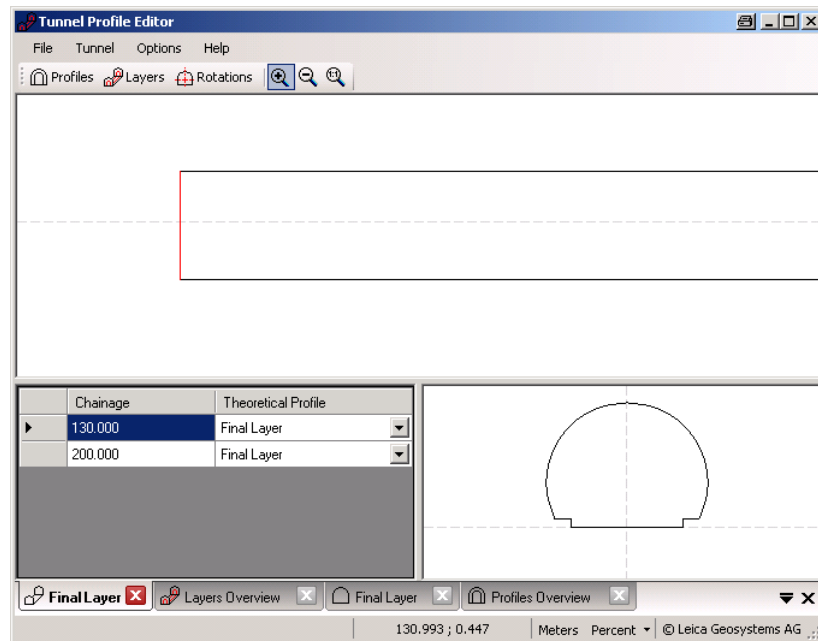 Tunnel Profile Editor
File Tunnel Options Help
Profiles Layers Rotations
Chainage Theoretical Profile
130.000 Final Layer
200.000 Final Layer
Final Layer Layers Overview Final Layer Profiles Overview
130.993 ; 0.447 Meters Percent © Leica Geosystems AG